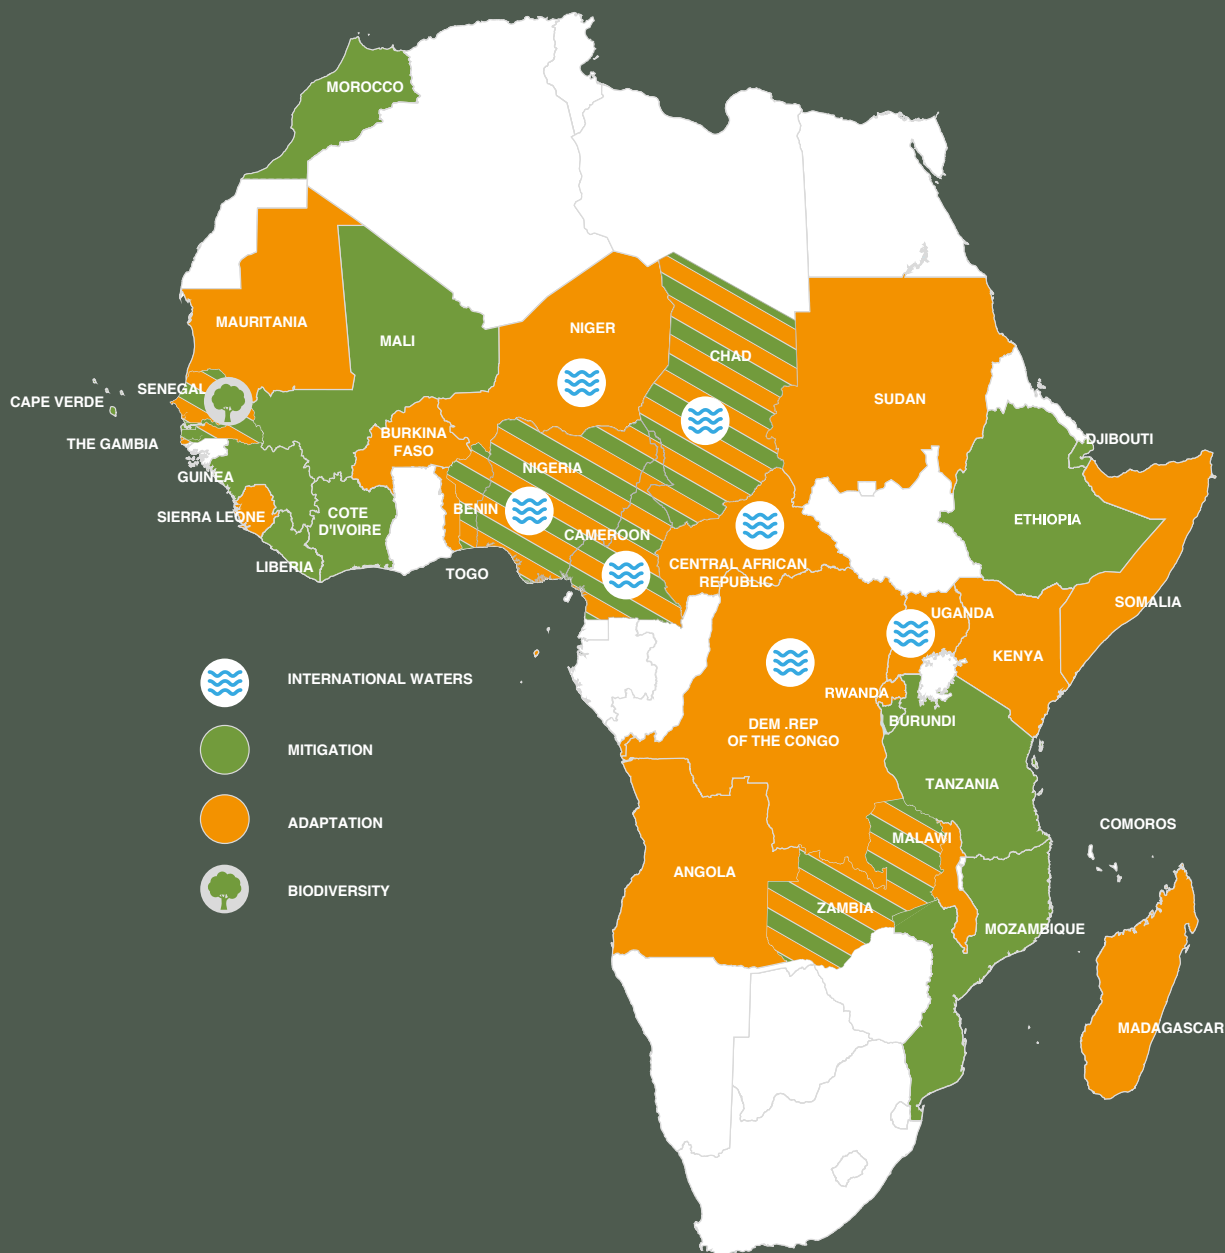 MOROCCO
MAURITANIA
MALI
NIGER
CHAD
SUDAN
SENEGAL
CAPE VERDE
THE GAMBIA
BURKINA
FASO
DJIBOUTI
GUINEA
NIGERIA
SIERRA LEONE
COTE
D'IVOIRE
BENIN
CAMEROON
ETHIOPIA
LIBERIA
TOGO
CENTRAL AFRICAN
REPUBLIC
SOMALIA
UGANDA
KENYA
INTERNATIONAL WATERS
RWANDA
BURUNDI
DEM .REP
OF THE CONGO
MITIGATION
TANZANIA
ADAPTATION
MALAWI
COMOROS
ANGOLA
BIODIVERSITY
ZAMBIA
MOZAMBIQUE
MADAGASCAR